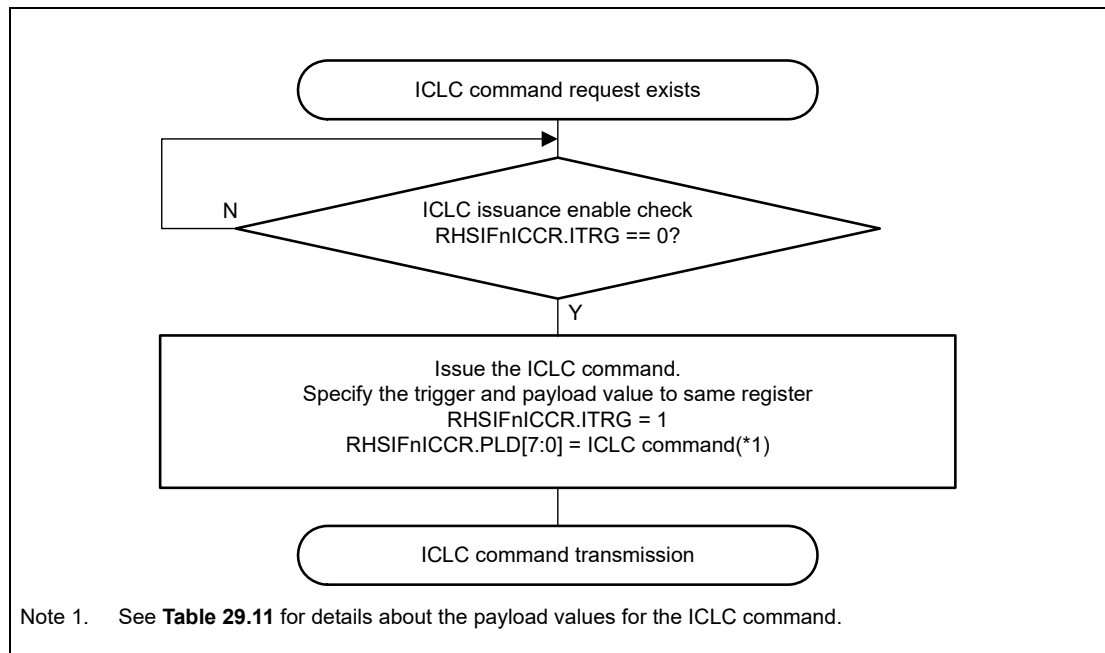 ICLC command request exists
N
ICLC issuance enable check
RHSIFnICCR.ITRG == 0?
Y
Issue the ICLC command.
Specify the trigger and payload value to same register
RHSIFnICCR.ITRG = 1
RHSIFnICCR.PLD[7:0] = ICLC command(*1)
ICLC command transmission
Note 1. See Table 29.11 for details about the payload values for the ICLC command.